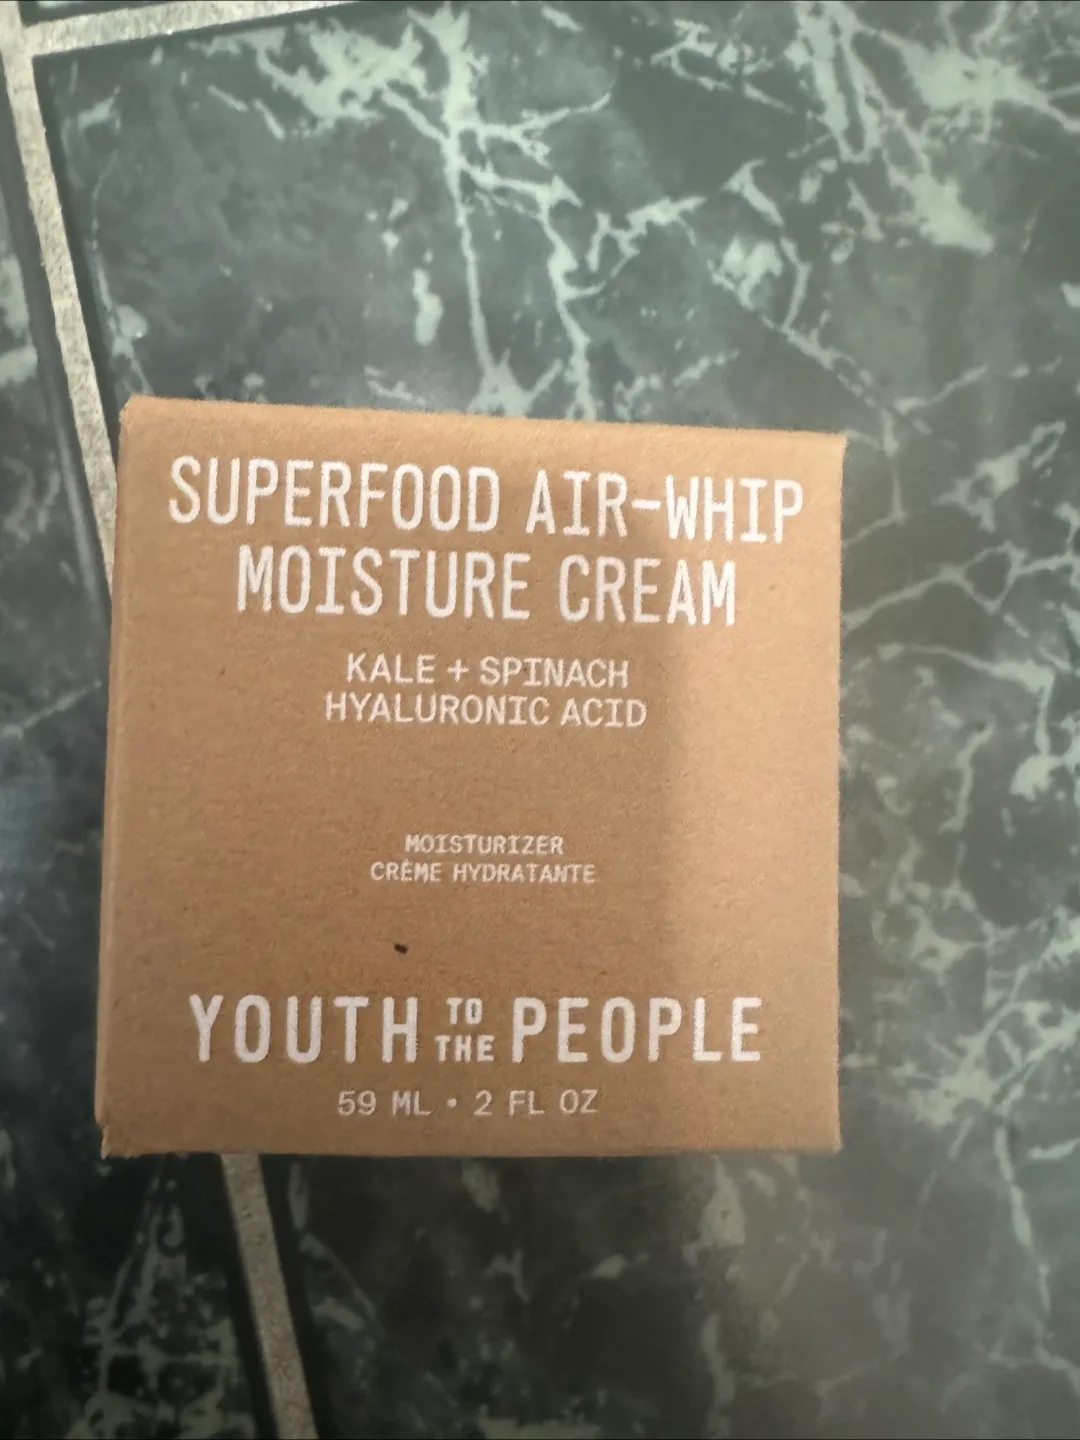 SUPERFOOD AIR-WHIP
MOISTURE CREAM
KALE + SPINACH
HYALURONIC ACID
MOISTURIZER
CRÈME HYDRATANTE
YOUTH TO THE PEOPLE
59 ML • 2 FL OZ